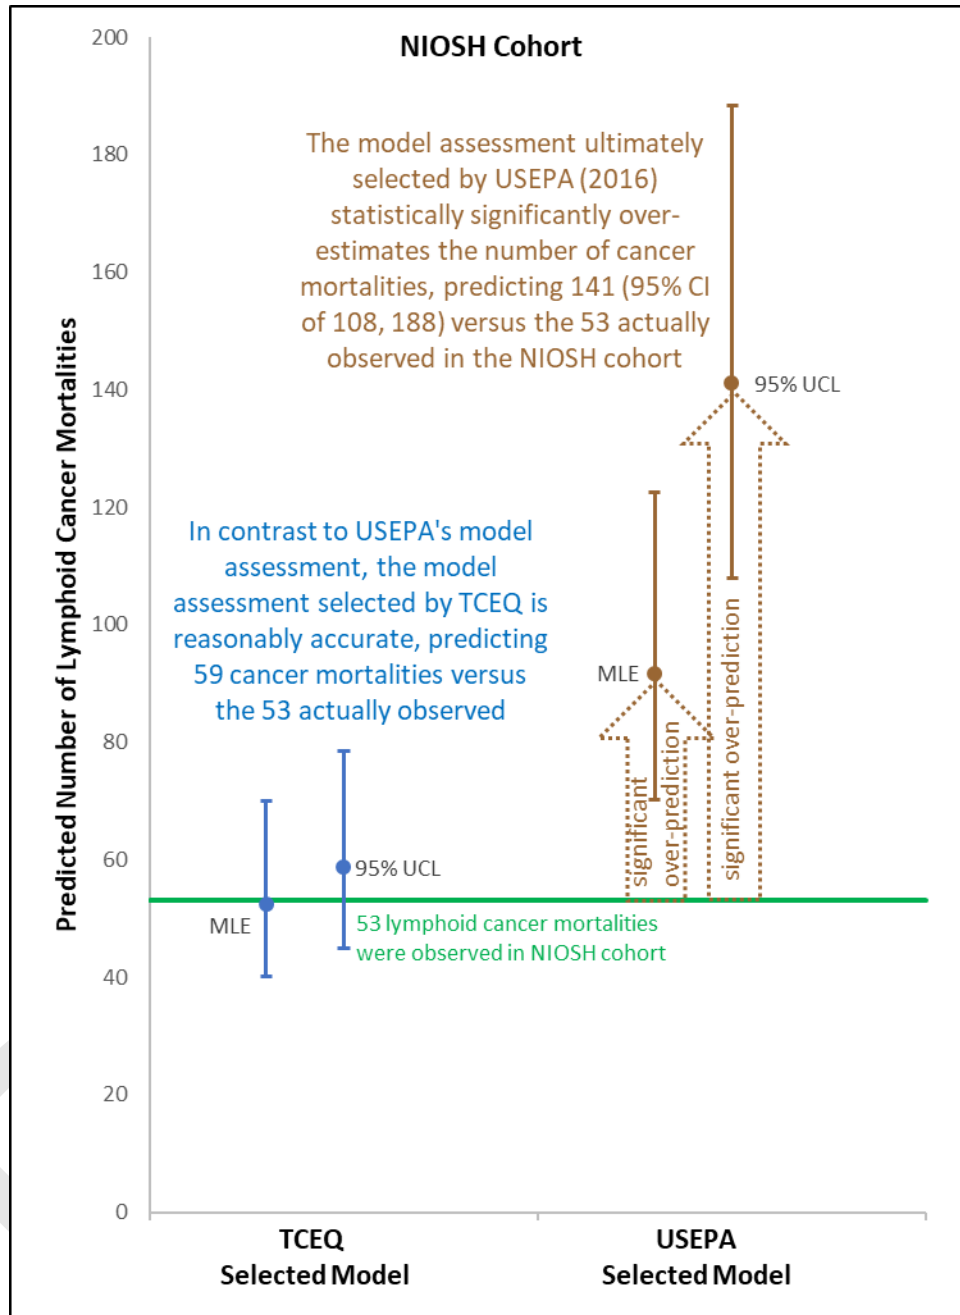 NIOSH Cohort
200
180
160
140
120
100
80
60
40
20
0
Predicted Number of Lymphoid Cancer Mortalities
The model assessment ultimately
selected by USEPA (2016)
statistically significantly over-
estimates the number of cancer
mortalities, predicting 141 (95% CI
of 108, 188) versus the 53 actually
observed in the NIOSH cohort
95% UCL
In contrast to USEPA's model
assessment, the model
assessment selected by TCEQ is
reasonably accurate, predicting
59 cancer mortalities versus
the 53 actually observed
MLE
significant
over-prediction
significant over-prediction
95% UCL
MLE
53 lymphoid cancer mortalities
were observed in NIOSH cohort
TCEQ
Selected Model
USEPA
Selected Model